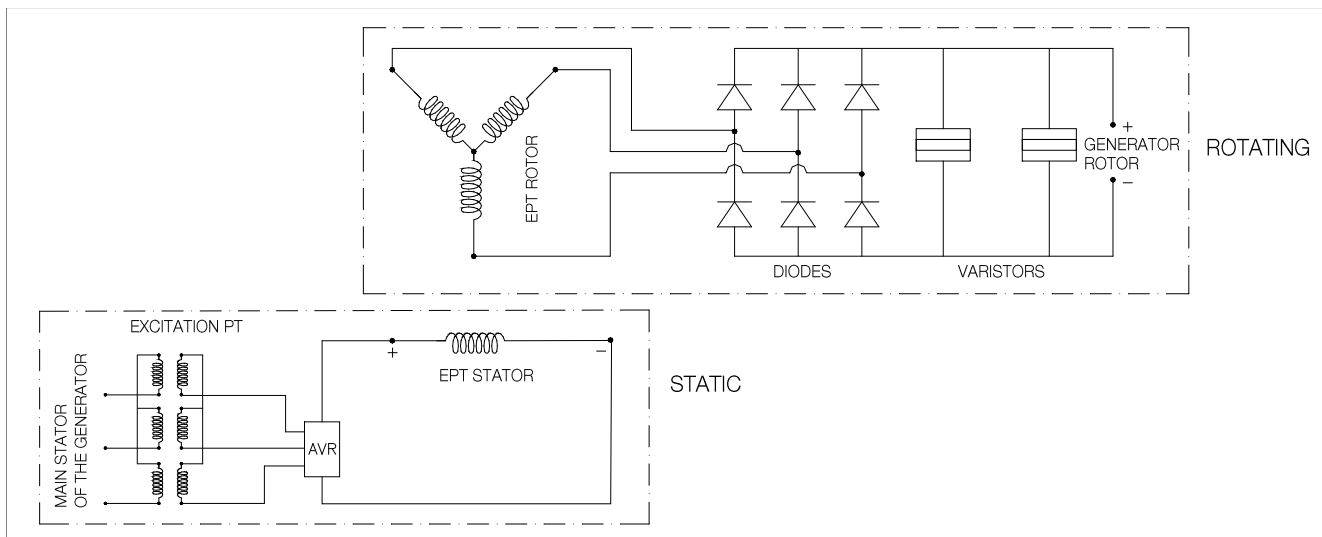 EPT ROTOR
+
GENERATOR
ROTOR
−
DIODES
VARISTORS
ROTATING
EXCITATION PT
MAIN STATOR
OF THE GENERATOR
AVR
+
−
EPT STATOR
STATIC